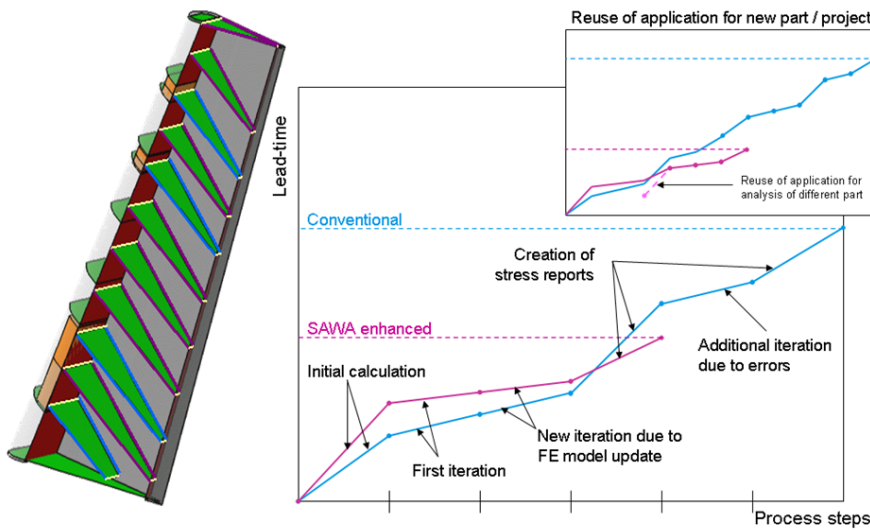 Reuse of application for new part / project
Reuse of application for
analysis of different part
Lead-time
Conventional
Creation of
stress reports
SAWA enhanced
Additional iteration
due to errors
Initial calculation
New iteration due to
FE model update
First iteration
Process steps